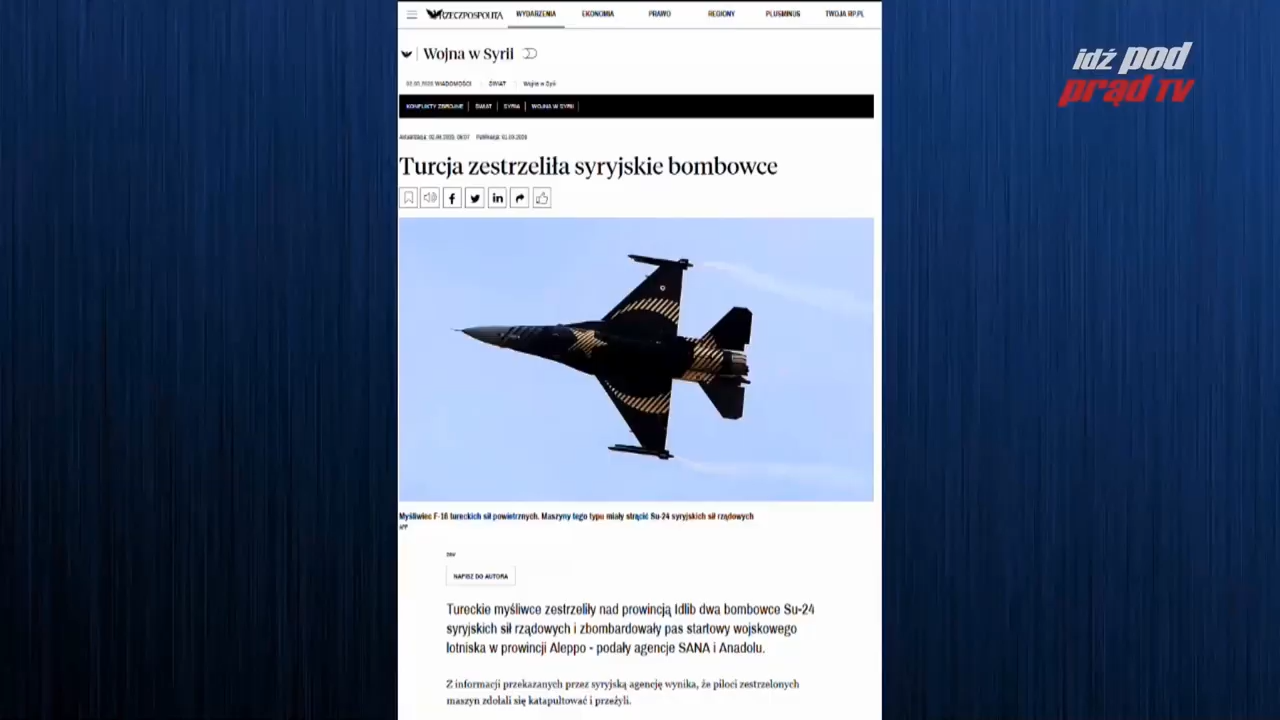 RZECZPOSPOLITA WYDARZENIA EKONOMIA PRAWO REGIONY PLUSMINUS TWOJA RP.PL
idź pod
prąd TV
Wojna w Syrii
WIADOMOŚCI ŚWIAT Wojna w Syrii
KONFLIKTY ZBROJNE ŚWIAT SYRIA WOJNA W SYRII
Turcja zestrzeliła syryjskie bombowce
Myśliwiec F-16 tureckich sił powietrznych. Maszyny tego typu miały strącić Su-24 syryjskich sił rządowych
NAPISZ DO AUTORA
Tureckie myśliwce zestrzeliły nad prowincją Idlib dwa bombowce Su-24
syryjskich sił rządowych i zbombardowały pas startowy wojskowego
lotniska w prowincji Aleppo - podały agencje SANA i Anadolu.
Z informacji przekazanych przez syryjską agencję wynika, że piloci zestrzelonych
maszyn zdołali się katapultować i przeżyli.